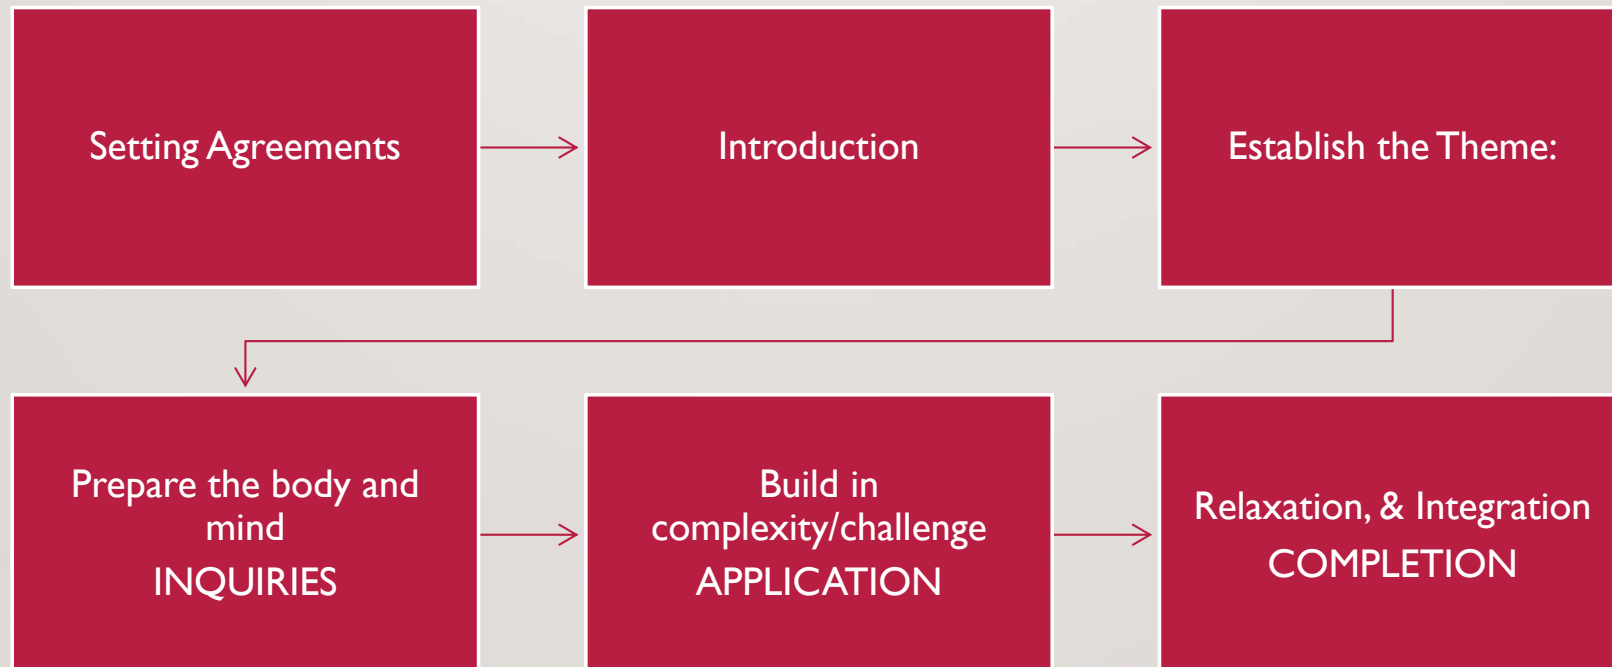 Setting Agreements
Introduction
Establish the Theme:
Prepare the body and
mind
INQUIRIES
Build in
complexity/challenge
APPLICATION
Relaxation, & Integration
COMPLETION